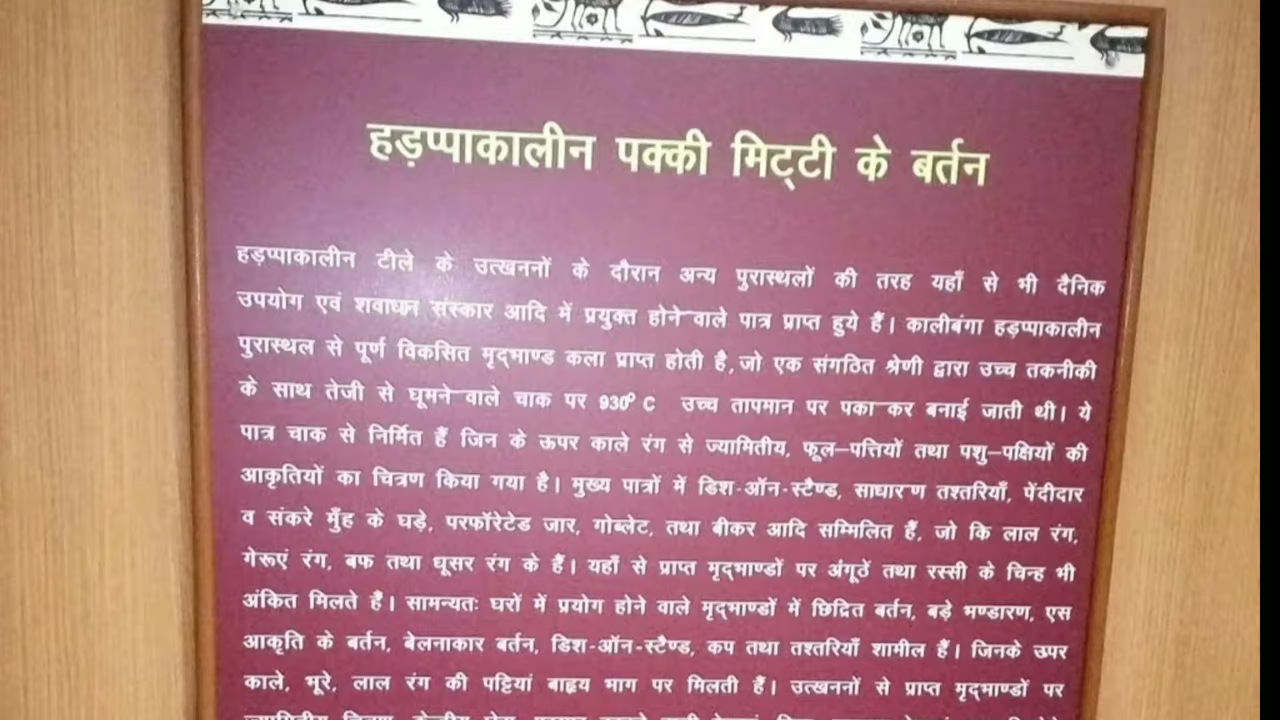 हड़प्पाकालीन पक्की मिट्टी के बर्तन
हड़प्पाकालीन टीले के उत्खननों के दौरान अन्य पुरास्थलों की तरह यहाँ से भी दैनिक
उपयोग एवं शवाधान संस्कार आदि में प्रयुक्त होने वाले पात्र प्राप्त हुये हैं। कालीबंगा हड़प्पाकालीन
पुरास्थल से पूर्ण विकसित मृद्भाण्ड कला प्राप्त होती है, जो एक संगठित श्रेणी द्वारा उच्च तकनीकी
के साथ तेजी से घूमने वाले चाक पर 930º C उच्च तापमान पर पका कर बनाई जाती थी। ये
पात्र चाक से निर्मित हैं जिन के ऊपर काले रंग से ज्यामितीय, फूल–पत्तियों तथा पशु–पक्षियों की
आकृतियों का चित्रण किया गया है। मुख्य पात्रों में डिश-ऑन-स्टैण्ड, साधारण तश्तरियाँ, पेंदीदार
व संकरे मुँह के घड़े, परफॉरेटेड जार, गोब्लेट, तथा बीकर आदि सम्मिलित हैं, जो कि लाल रंग,
गेरूएं रंग, बफ तथा धूसर रंग के हैं। यहाँ से प्राप्त मृद्भाण्डों पर अंगूठें तथा रस्सी के चिन्ह भी
अंकित मिलते हैं। सामन्यतः घरों में प्रयोग होने वाले मृद्भाण्डों में छिद्रित बर्तन, बड़े भण्डारण, एस
आकृति के बर्तन, बेलनाकार बर्तन, डिश-ऑन-स्टैण्ड, कप तथा तश्तरियाँ शामील हैं। जिनके ऊपर
काले, भूरे, लाल रंग की पट्टियां बाह्रय भाग पर मिलती हैं। उत्खननों से प्राप्त मृद्भाण्डों पर